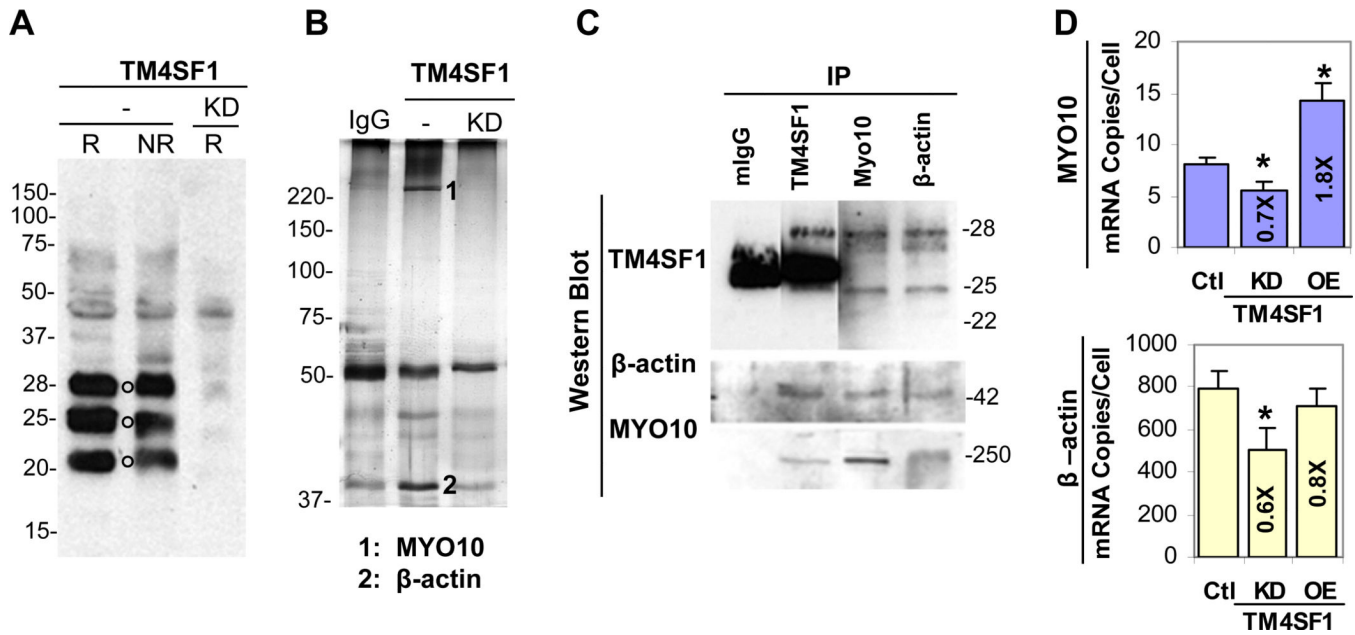 A
TM4SF1
- KD
R NR R
150-
100-
75-
50-
37-
28-
25-
20-
15-
B
TM4SF1
IgG - KD
220-
150-
100-
75-
50-
37-
1
2
1: MYO10
2: β-actin
C
IP
mIgG TM4SF1 Myo10 β-actin
Western Blot
TM4SF1
-28
-25
-22
β-actin
-42
MYO10
-250
D
MYO10
mRNA Copies/Cell
20
15
10
5
0
*
*
0.7X
1.8X
Ctl KD OE
TM4SF1
β –actin
mRNA Copies/Cell
1000
800
600
400
200
0
*
0.6X
0.8X
Ctl KD OE
TM4SF1